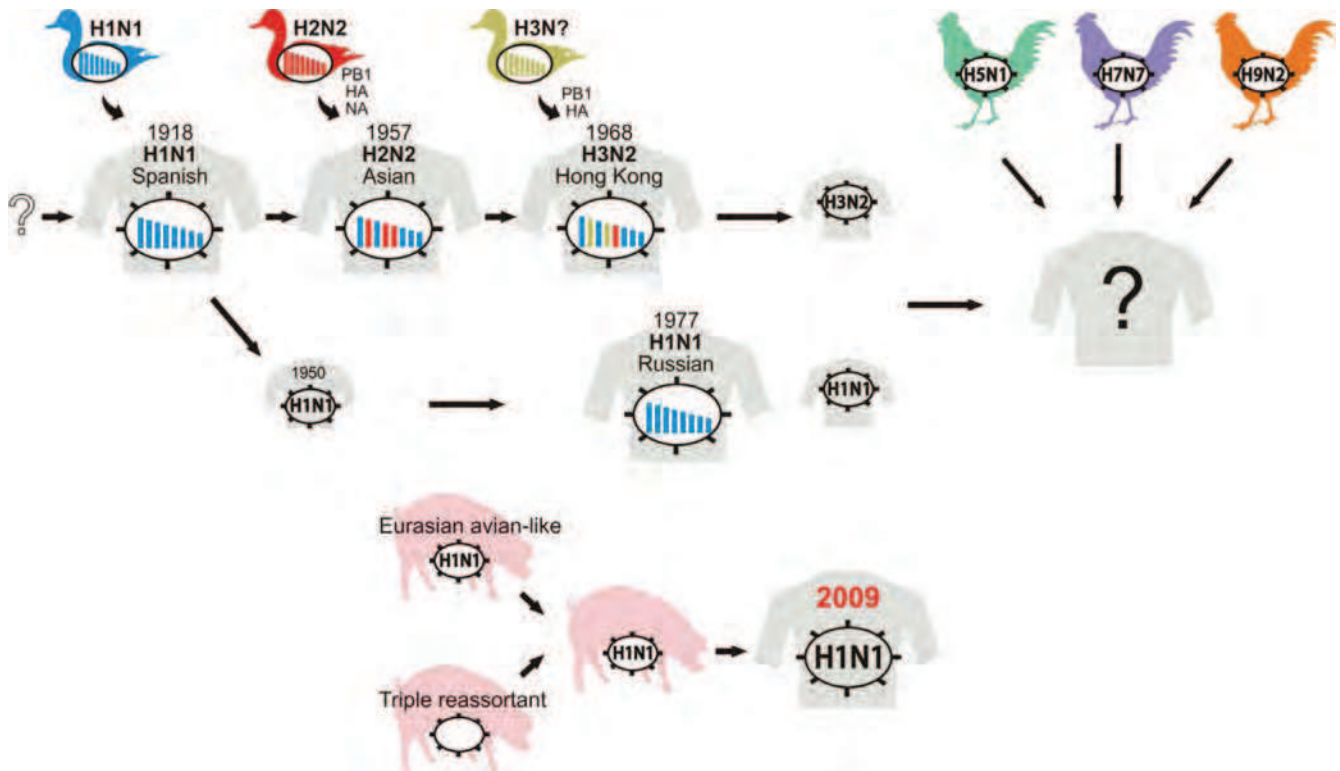 H1N1
H2N2
H3N?
PB1
HA
NA
PB1
HA
H5N1
H7N7
H9N2
1918
H1N1
Spanish
1957
H2N2
Asian
1968
H3N2
Hong Kong
?
H3N2
?
1950
H1N1
1977
H1N1
Russian
H1N1
Eurasian avian-like
H1N1
H1N1
2009
H1N1
Triple reassortant